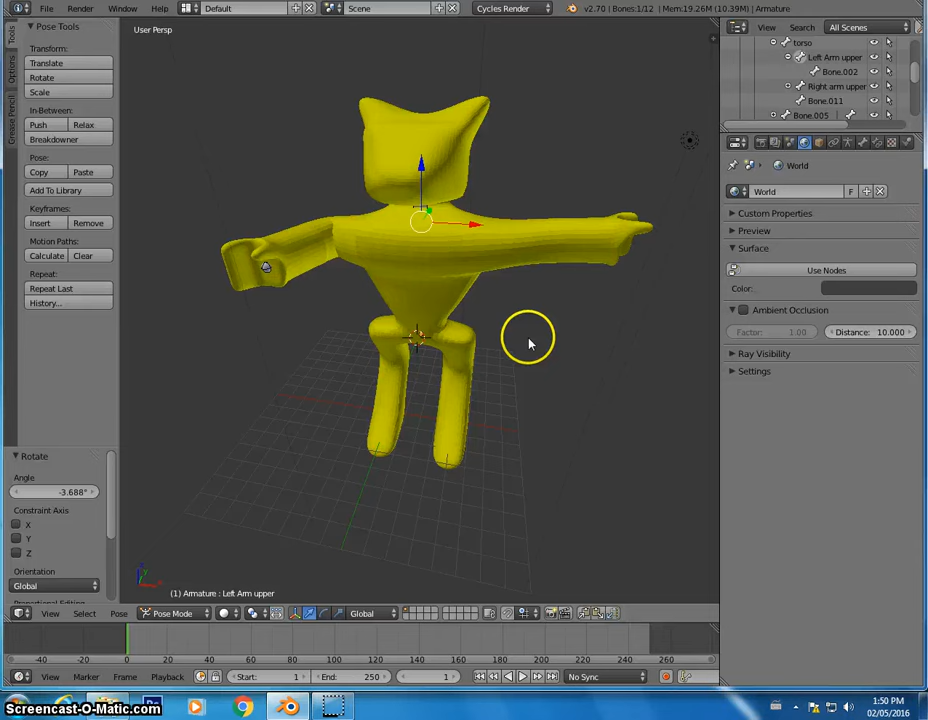 File Render Window Help Default Scene Cycles Render v2.70 | Bones:1/12 | Mem:19.26M (10.39M) | Armature
Tools
Options
Grease Pencil
Pose Tools
Transform:
Translate
Rotate
Scale
In-Between:
Push Relax
Breakdowner
Pose:
Copy Paste
Add To Library
Keyframes:
Insert Remove
Motion Paths:
Calculate Clear
Repeat:
Repeat Last
History...
Rotate
Angle
-3.688°
Constraint Axis
X
Y
Z
Orientation
Global
User Persp
(1) Armature : Left Arm upper
View Select Pose Pose Mode Global
-40 -20 0 20 40 60 80 100 120 140 160 180 200 220 240 260
View Marker Frame Playback Start: 1 End: 250 1 No Sync
View Search All Scenes
torso
Left Arm upper
Bone.002
Right arm upper
Bone.011
Bone.005
World
World F
Custom Properties
Preview
Surface
Use Nodes
Color:
Ambient Occlusion
Factor: 1.00 Distance: 10.000
Ray Visibility
Settings
Screencast-O-Matic.com
1:50 PM
02/05/2016